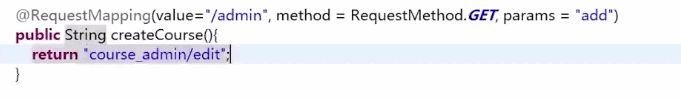 @RequestMapping(value="/admin", method = RequestMethod.GET, params = "add")
public String createCourse(){
return "course_admin/edit";
}